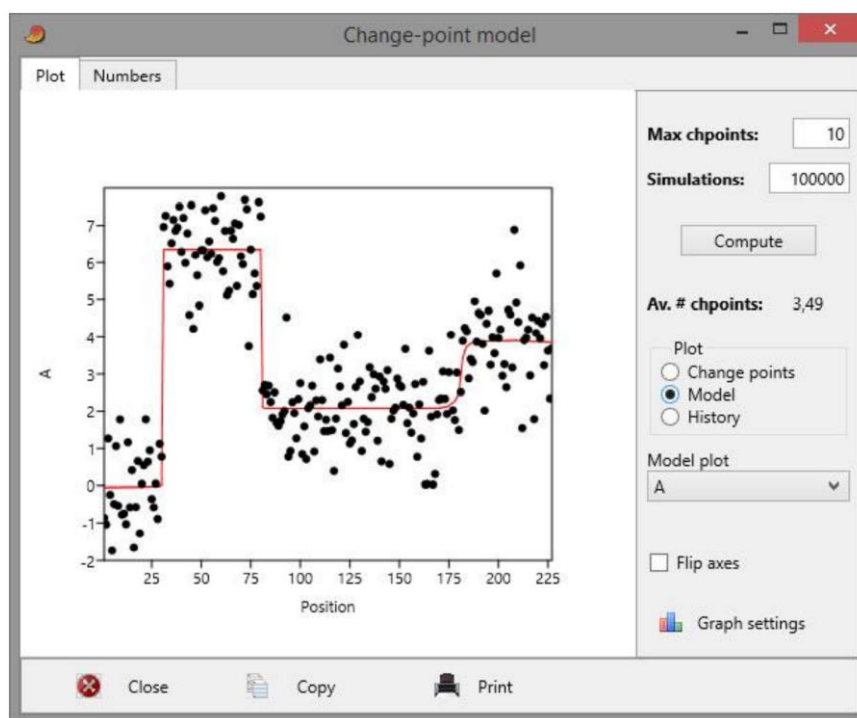 Change-point model
Plot
Numbers
Max chpoints: 10
Simulations: 100000
Compute
Av. # chpoints: 3,49
Plot
Change points
Model
History
Model plot
A
Flip axes
Graph settings
7
6
5
4
3
2
1
0
-1
-2
A
25 50 75 100 125 150 175 200 225
Position
Close
Copy
Print